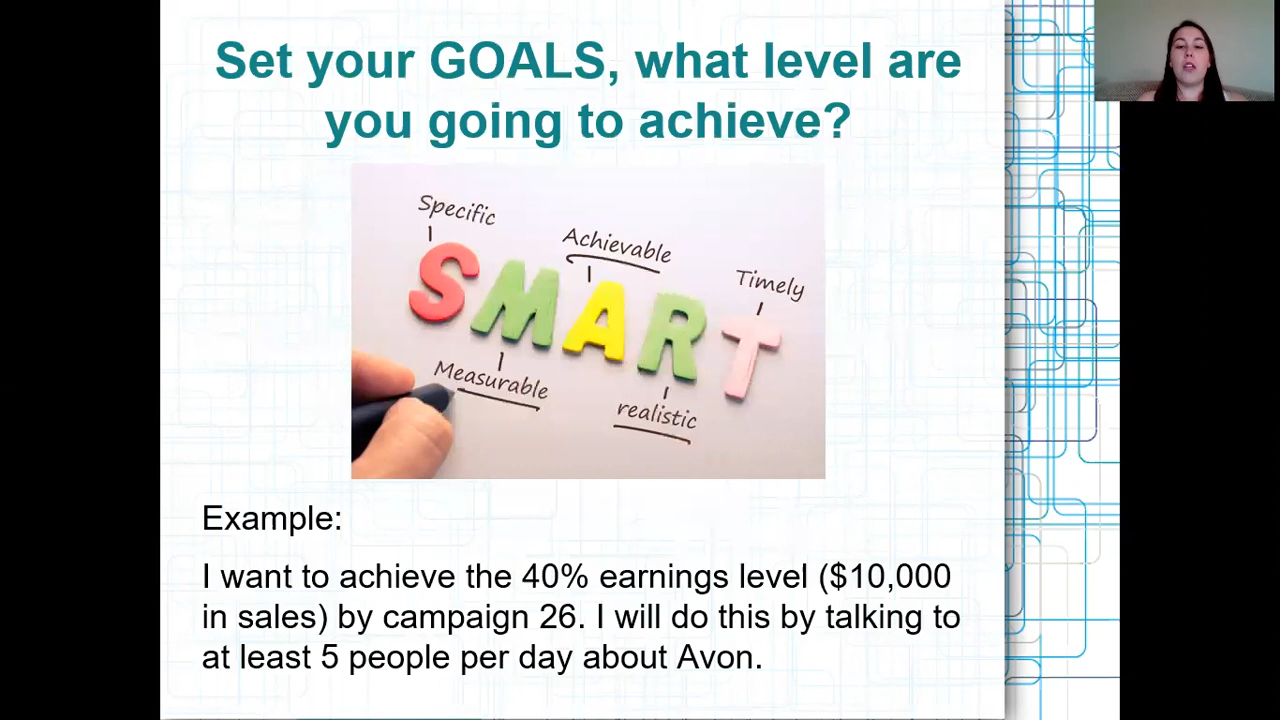 Set your GOALS, what level are
you going to achieve?
Specific
Achievable
Timely
SMART
Measurable
realistic
Example:
I want to achieve the 40% earnings level ($10,000
in sales) by campaign 26. I will do this by talking to
at least 5 people per day about Avon.